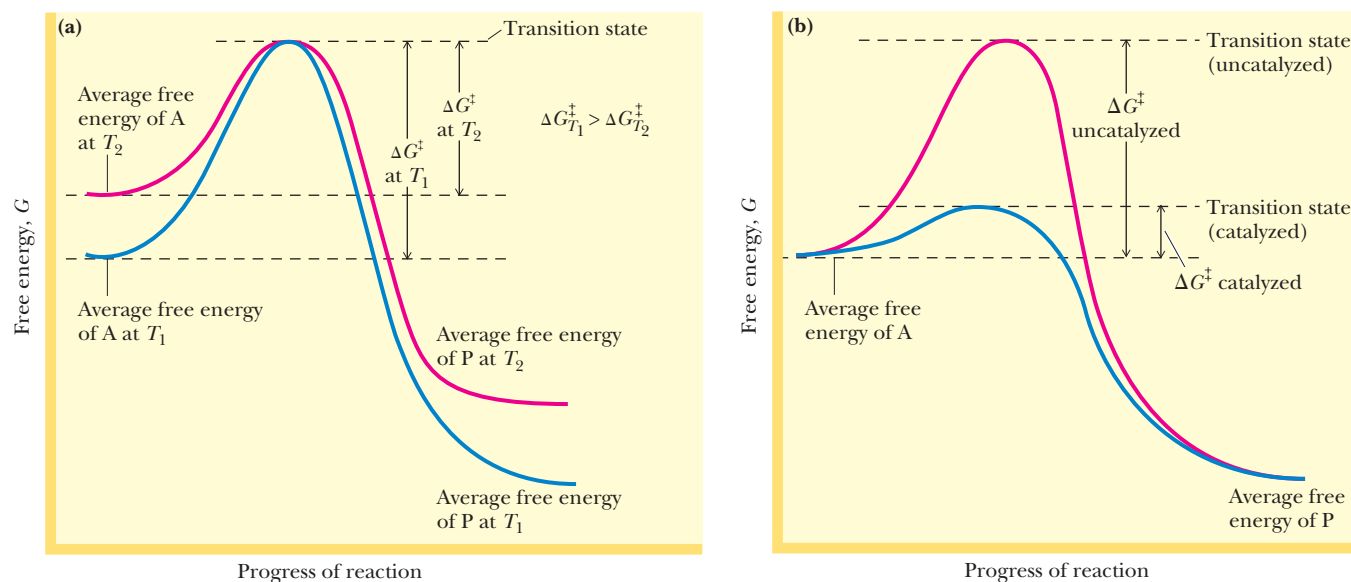 (a)
Transition state
Average free
energy of A
at T₂
ΔG‡
at T₂
ΔG‡
at T₁
ΔG‡T₁ > ΔG‡T₂
Free energy, G
Average free energy
of A at T₁
Average free energy
of P at T₂
Average free energy
of P at T₁
Progress of reaction
(b)
Transition state
(uncatalyzed)
ΔG‡
uncatalyzed
Transition state
(catalyzed)
ΔG‡ catalyzed
Free energy, G
Average free
energy of A
Average free
energy of P
Progress of reaction